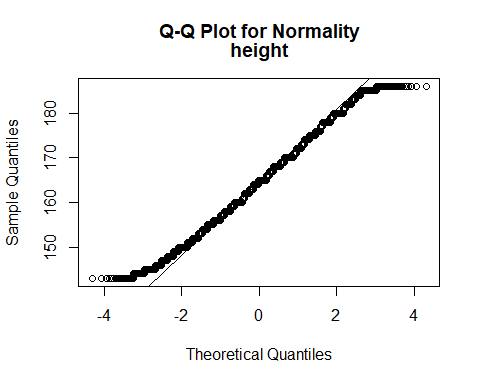 Q-Q Plot for Normality
height
Sample Quantiles
150
160
170
180
-4
-2
0
2
4
Theoretical Quantiles